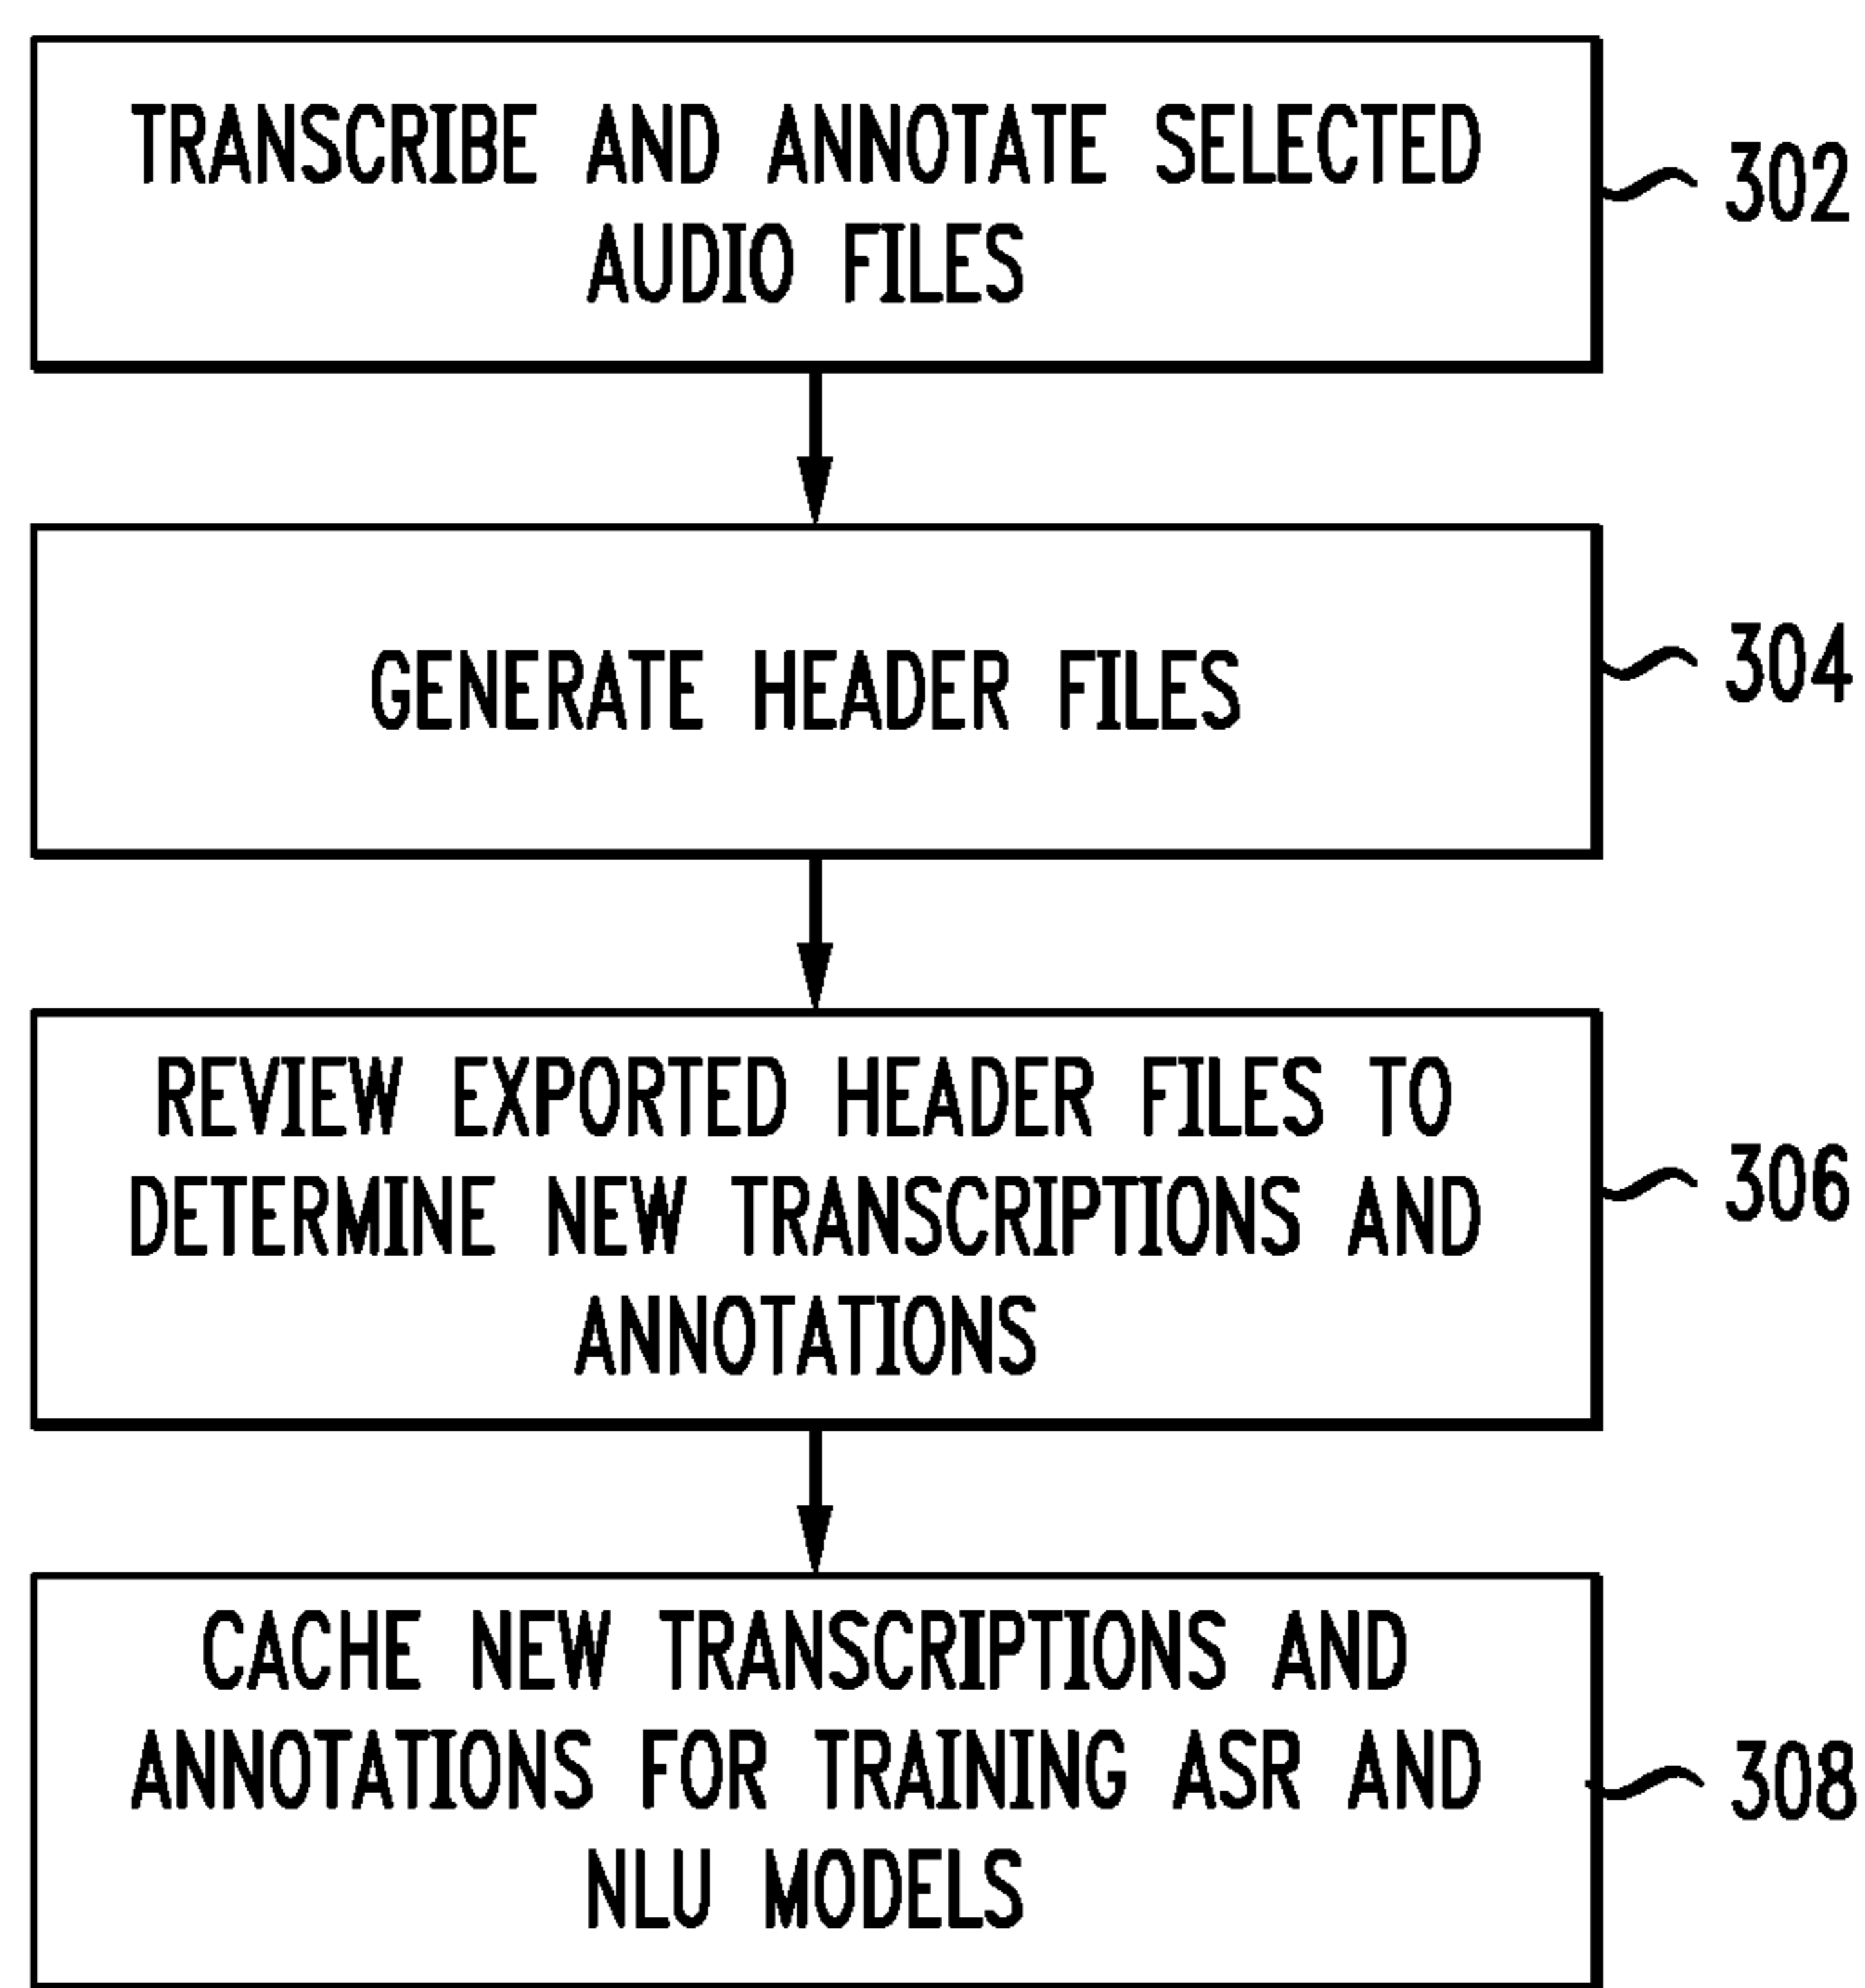 TRANSCRIBE AND ANNOTATE SELECTED
AUDIO FILES
302
GENERATE HEADER FILES
304
REVIEW EXPORTED HEADER FILES TO
DETERMINE NEW TRANSCRIPTIONS AND
ANNOTATIONS
306
CACHE NEW TRANSCRIPTIONS AND
ANNOTATIONS FOR TRAINING ASR AND
NLU MODELS
308